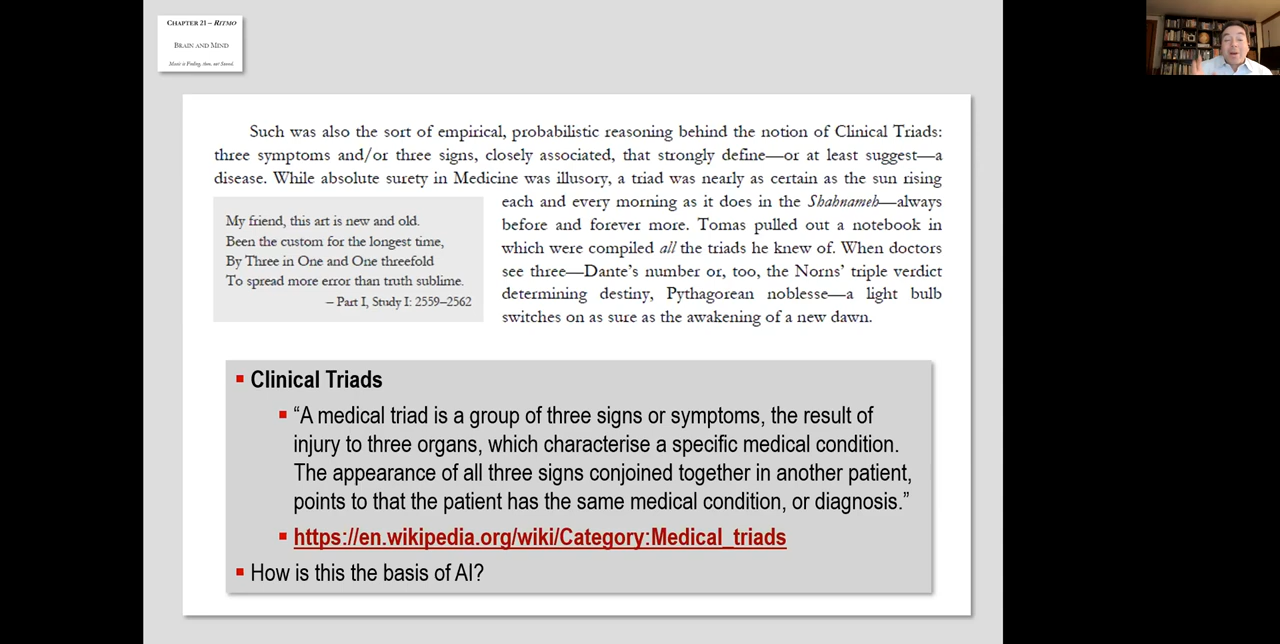 CHAPTER 21 – RITMO
BRAIN AND MIND
Music is Finding, then, our Sound.
Such was also the sort of empirical, probabilistic reasoning behind the notion of Clinical Triads:
three symptoms and/or three signs, closely associated, that strongly define—or at least suggest—a
disease. While absolute surety in Medicine was illusory, a triad was nearly as certain as the sun rising
each and every morning as it does in the Shahnameh—always
before and forever more. Tomas pulled out a notebook in
which were compiled all the triads he knew of. When doctors
see three—Dante's number or, too, the Norns' triple verdict
determining destiny, Pythagorean noblesse—a light bulb
switches on as sure as the awakening of a new dawn.
My friend, this art is new and old.
Been the custom for the longest time,
By Three in One and One threefold
To spread more error than truth sublime.
– Part I, Study I: 2559–2562
▪ Clinical Triads
▪ “A medical triad is a group of three signs or symptoms, the result of
injury to three organs, which characterise a specific medical condition.
The appearance of all three signs conjoined together in another patient,
points to that the patient has the same medical condition, or diagnosis.”
▪ https://en.wikipedia.org/wiki/Category:Medical_triads
▪ How is this the basis of AI?